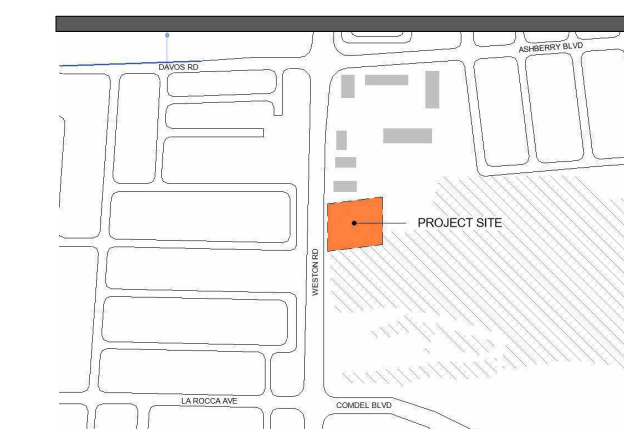 ASHBERRY BLVD
DAVOS RD
PROJECT SITE
WESTON RD
LA ROCCA AVE
COMDEL BLVD